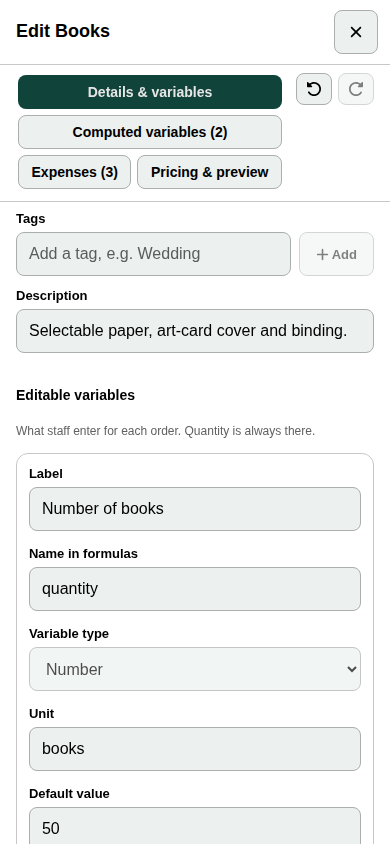 Edit Books
Details & variables
Computed variables (2)
Expenses (3)
Pricing & preview
Tags
Add a tag, e.g. Wedding
Add
Description
Selectable paper, art-card cover and binding.
Editable variables
What staff enter for each order. Quantity is always there.
Label
Number of books
Name in formulas
quantity
Variable type
Number
Unit
books
Default value
50